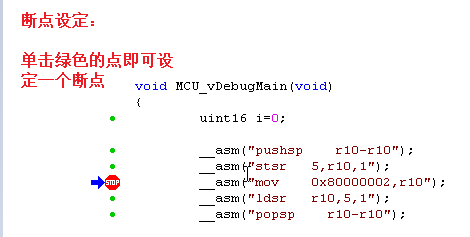 断点设定：
单击绿色的点即可设
定一个断点
void MCU_vDebugMain(void)
{
uint16 i=0;
__asm("pushsp r10-r10");
__asm("stsr 5,r10,1");
STOP __asm("mov 0x80000002,r10");
__asm("ldsr r10,5,1");
__asm("popsp r10-r10");